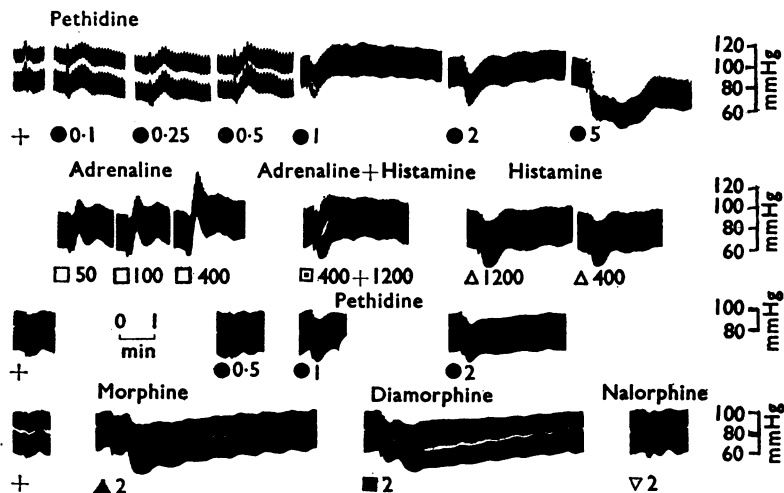 Pethidine
120
100
80
60
mmHg
+ ●0·1 ●0·25 ●0·5 ●1 ●2 ●5
Adrenaline Adrenaline+Histamine Histamine
120
100
80
60
mmHg
□50 □100 □400 ⊡400+1200 △1200 △400
Pethidine
0 1
min
100
80
mmHg
+ ●0·5 ●1 ●2
Morphine Diamorphine Nalorphine
100
80
60
mmHg
+ ▲2 ■2 ▽2